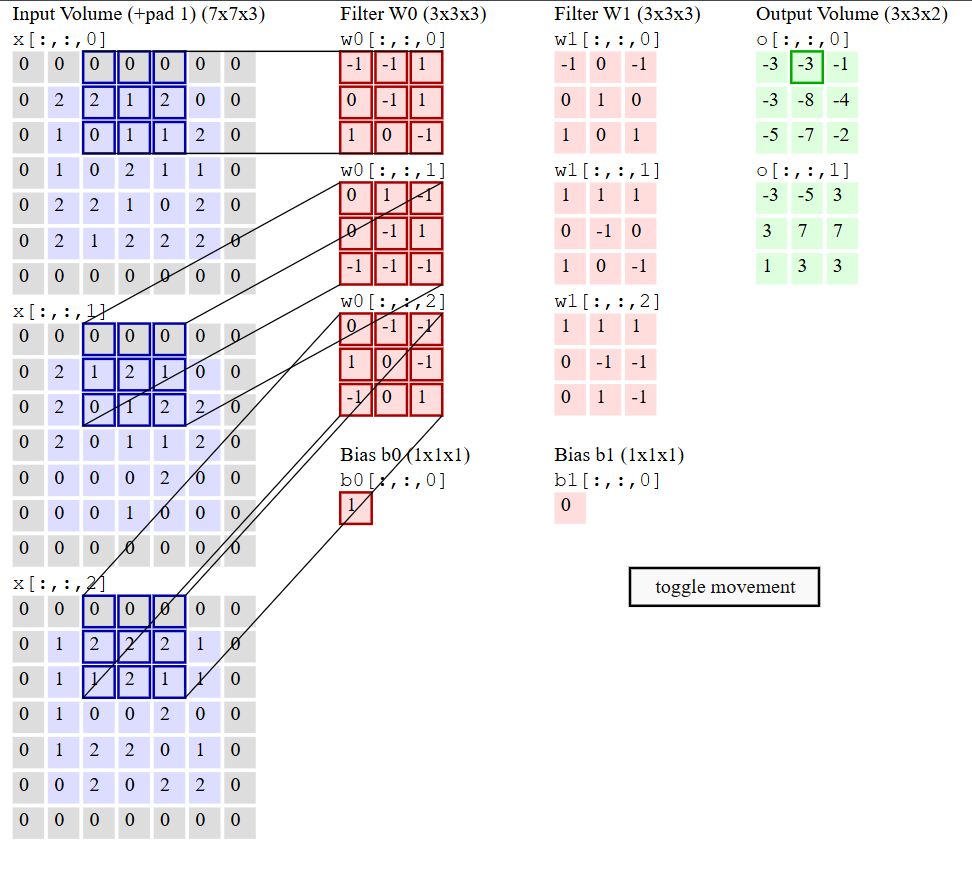 Input Volume (+pad 1) (7x7x3) Filter W0 (3x3x3) Filter W1 (3x3x3) Output Volume (3x3x2)
x[:,:,0] w0[:,:,0] w1[:,:,0] o[:,:,0]
0 0 0 0 0 0 0 -1 -1 1 -1 0 -1 -3 -3 -1
0 2 2 1 2 0 0 0 -1 1 0 1 0 -3 -8 -4
0 1 0 1 1 2 0 1 0 -1 1 0 1 -5 -7 -2
0 1 0 2 1 1 0 w0[:,:,1] w1[:,:,1] o[:,:,1]
0 2 2 1 0 2 0 0 1 -1 1 1 1 -3 -5 3
0 2 1 2 2 2 0 0 -1 1 0 -1 0 3 7 7
0 0 0 0 0 0 0 -1 -1 -1 1 0 -1 1 3 3
x[:,:,1] w0[:,:,2] w1[:,:,2]
0 0 0 0 0 0 0 0 -1 -1 1 1 1
0 2 1 2 1 0 0 1 0 -1 0 -1 -1
0 2 0 1 2 2 0 -1 0 1 0 1 -1
0 2 0 1 1 2 0
Bias b0 (1x1x1) Bias b1 (1x1x1)
0 0 0 0 2 0 0 b0[:,:,0] b1[:,:,0]
0 0 0 1 0 0 0 1 0
0 0 0 0 0 0 0
x[:,:,2] toggle movement
0 0 0 0 0 0 0
0 1 2 2 2 1 0
0 1 1 2 1 1 0
0 1 0 0 2 0 0
0 1 2 2 0 1 0
0 0 2 0 2 2 0
0 0 0 0 0 0 0